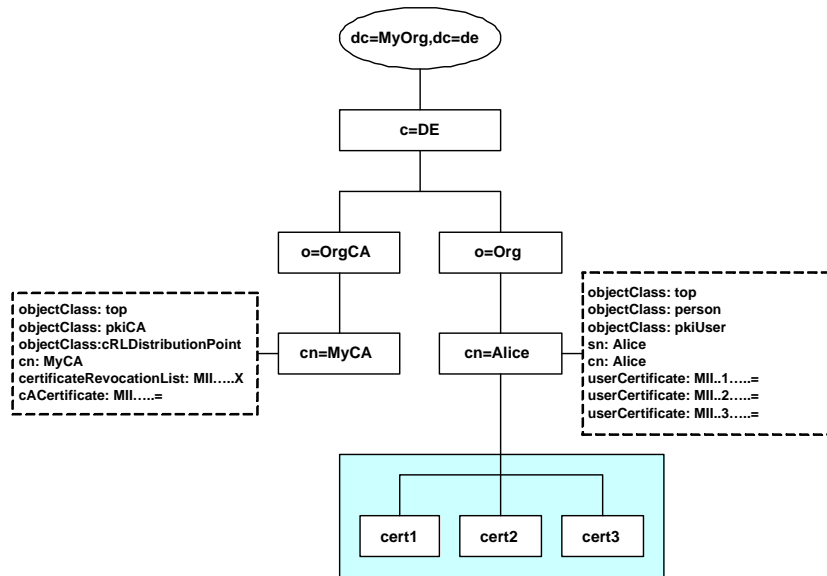 dc=MyOrg,dc=de
c=DE
o=OrgCA
o=Org
objectClass: top
objectClass: pkiCA
objectClass:cRLDistributionPoint
cn: MyCA
certificateRevocationList: MII.....X
cACertificate: MII.....=
cn=MyCA
cn=Alice
objectClass: top
objectClass: person
objectClass: pkiUser
sn: Alice
cn: Alice
userCertificate: MII..1.....=
userCertificate: MII..2.....=
userCertificate: MII..3.....=
cert1
cert2
cert3